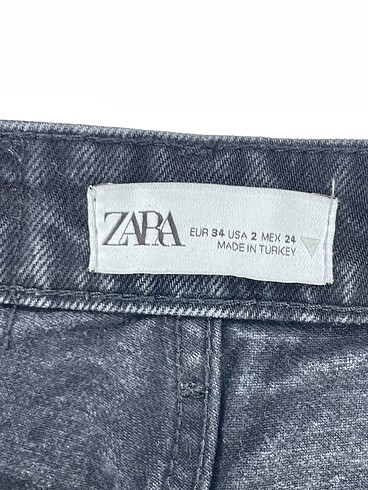 ZARA
EUR 34 USA 2 MEX 24
MADE IN TURKEY